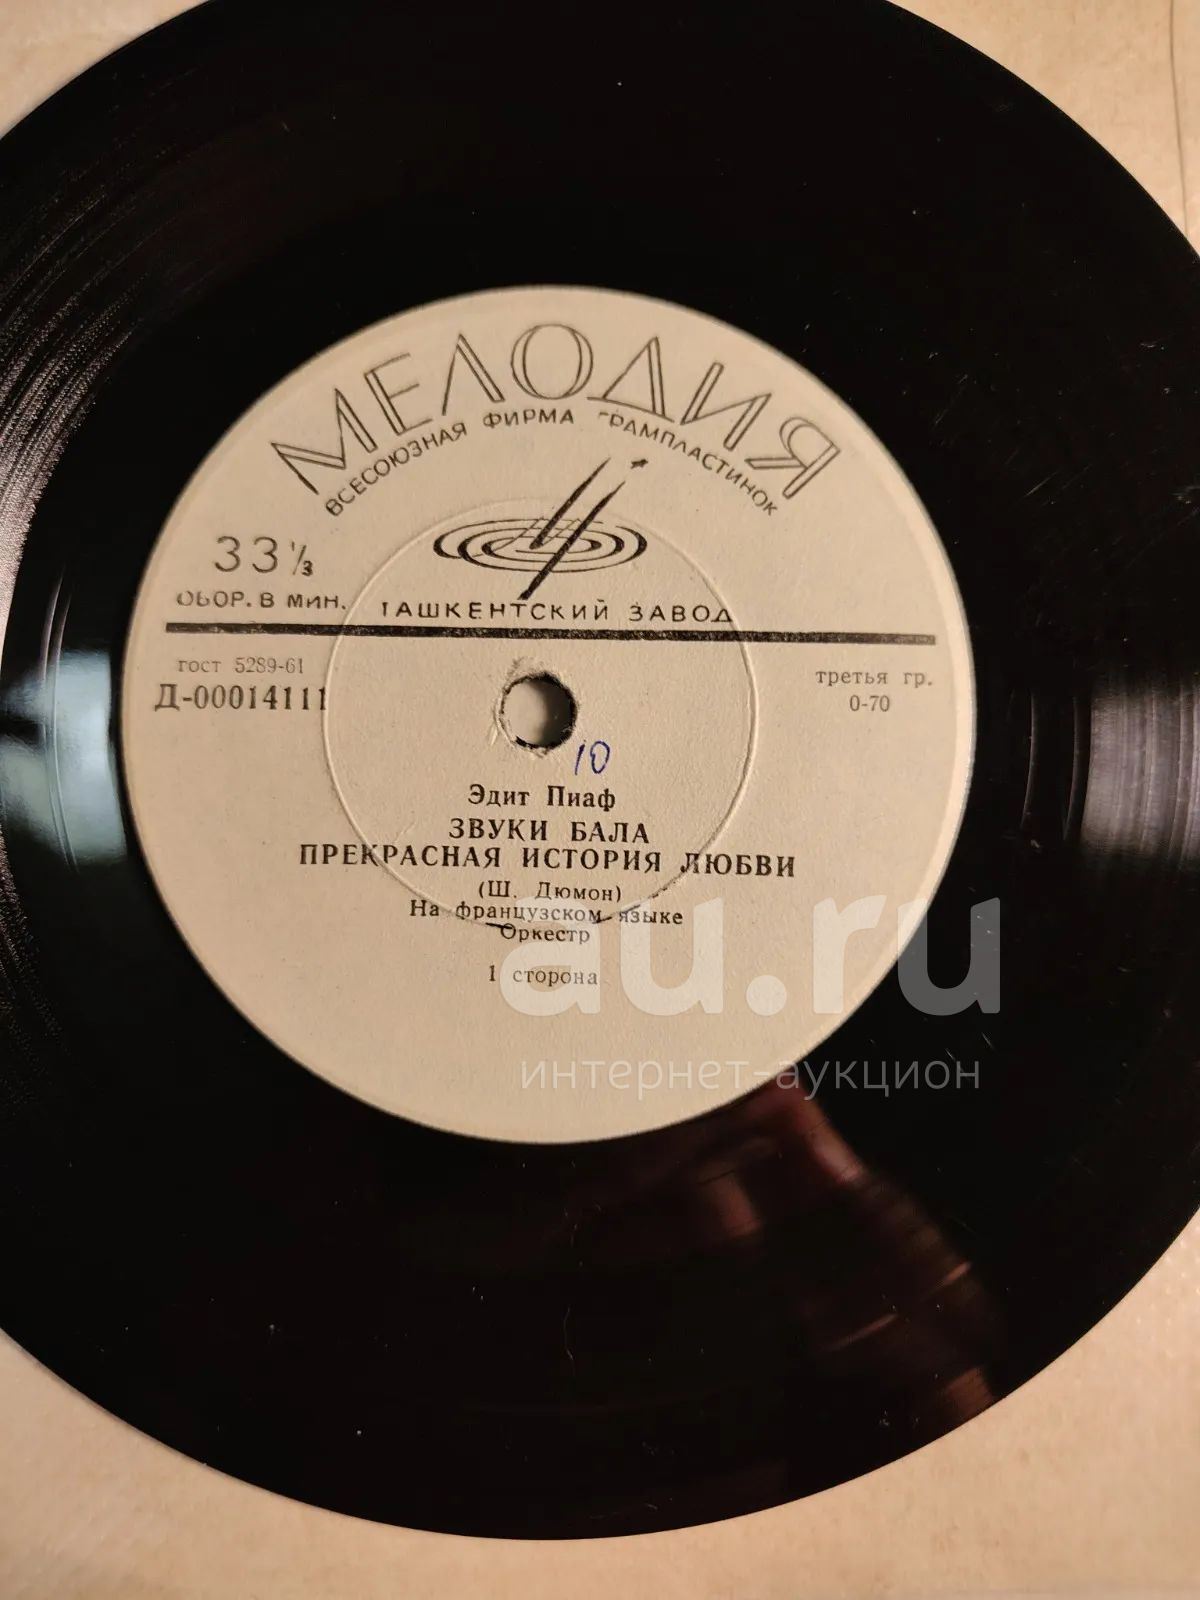 МЕЛОДИЯ
ВСЕСОЮЗНАЯ ФИРМА ГРАМПЛАСТИНОК
33⅓
ОБОР. В МИН.
ТАШКЕНТСКИЙ ЗАВОД
гост 5289-61
Д-00014111
третья гр.
0-70
10
Эдит Пиаф
ЗВУКИ БАЛА
ПРЕКРАСНАЯ ИСТОРИЯ ЛЮБВИ
(Ш. Дюмон)
На французском языке
Оркестр
1 сторона
au.ru
интернет-аукцион